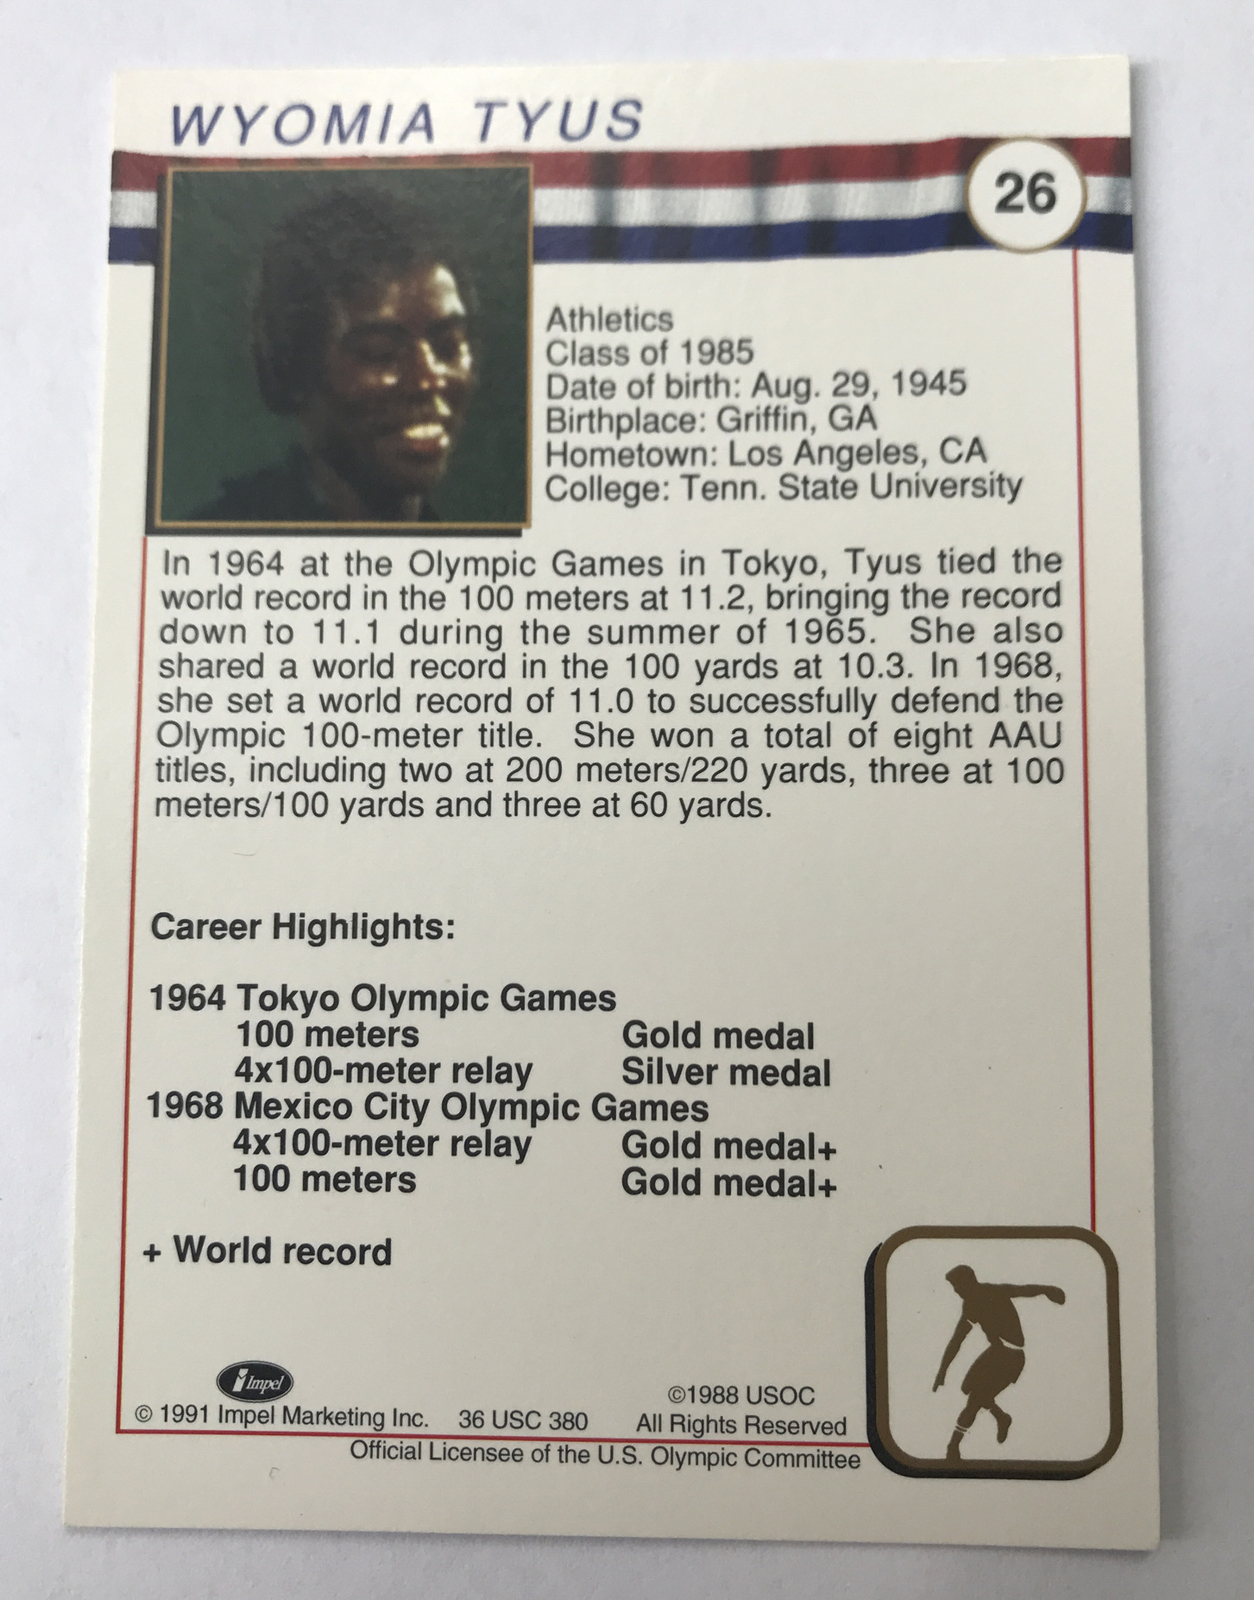 WYOMIA TYUS
26
Athletics
Class of 1985
Date of birth: Aug. 29, 1945
Birthplace: Griffin, GA
Hometown: Los Angeles, CA
College: Tenn. State University
In 1964 at the Olympic Games in Tokyo, Tyus tied the
world record in the 100 meters at 11.2, bringing the record
down to 11.1 during the summer of 1965. She also
shared a world record in the 100 yards at 10.3. In 1968,
she set a world record of 11.0 to successfully defend the
Olympic 100-meter title. She won a total of eight AAU
titles, including two at 200 meters/220 yards, three at 100
meters/100 yards and three at 60 yards.
Career Highlights:
1964 Tokyo Olympic Games
100 meters Gold medal
4x100-meter relay Silver medal
1968 Mexico City Olympic Games
4x100-meter relay Gold medal+
100 meters Gold medal+
+ World record
Impel
© 1991 Impel Marketing Inc. 36 USC 380
©1988 USOC
All Rights Reserved
Official Licensee of the U.S. Olympic Committee